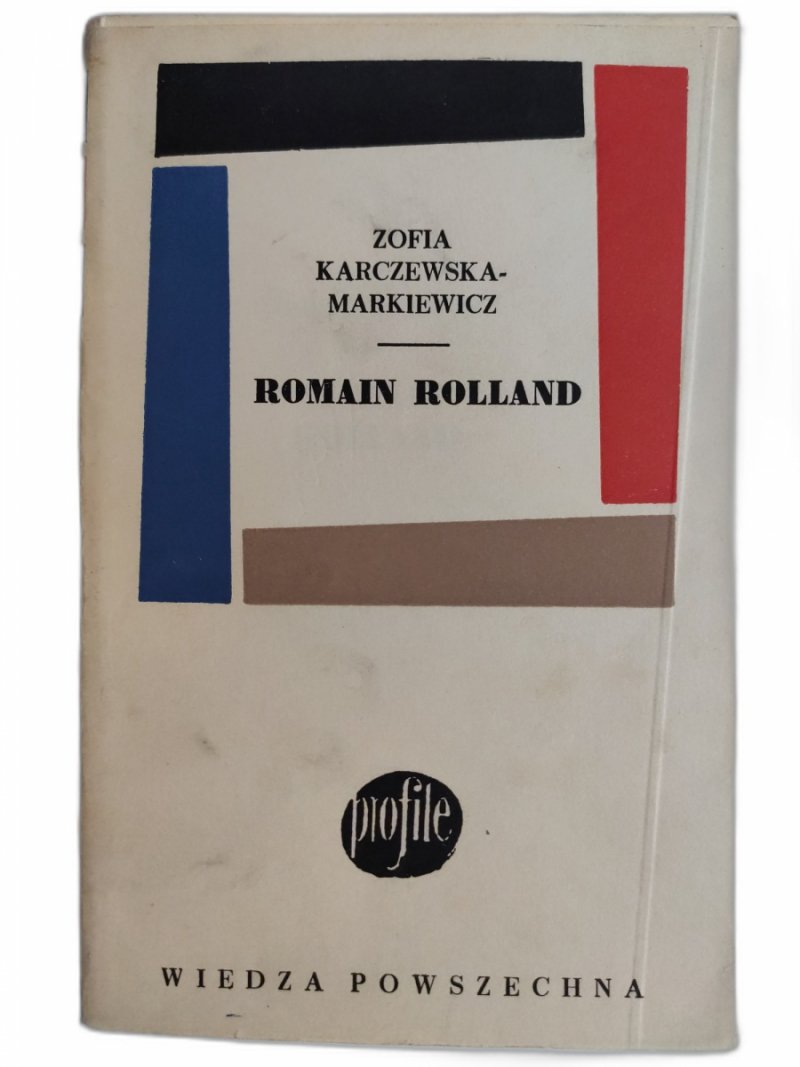 ZOFIA
KARCZEWSKA-
MARKIEWICZ
ROMAIN ROLLAND
profile
WIEDZA POWSZECHNA